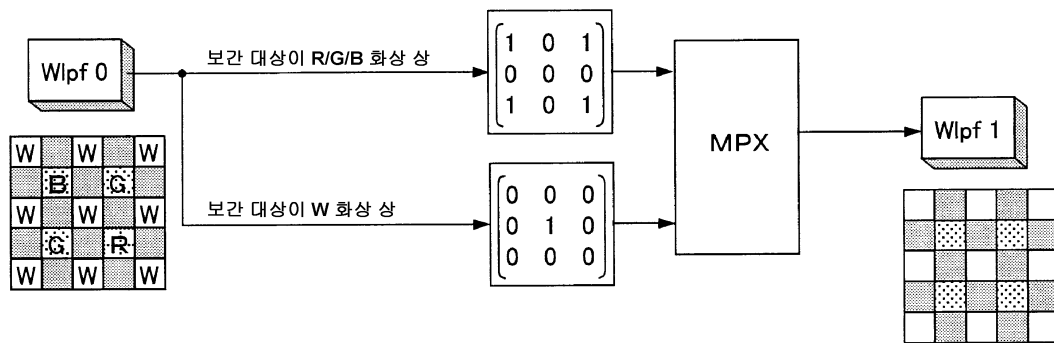 Wlpf 0
보간 대상이 R/G/B 화상 상
1 0 1
0 0 0
1 0 1
MPX
Wlpf 1
W W W
B G
W W W
G R
W W W
보간 대상이 W 화상 상
0 0 0
0 1 0
0 0 0